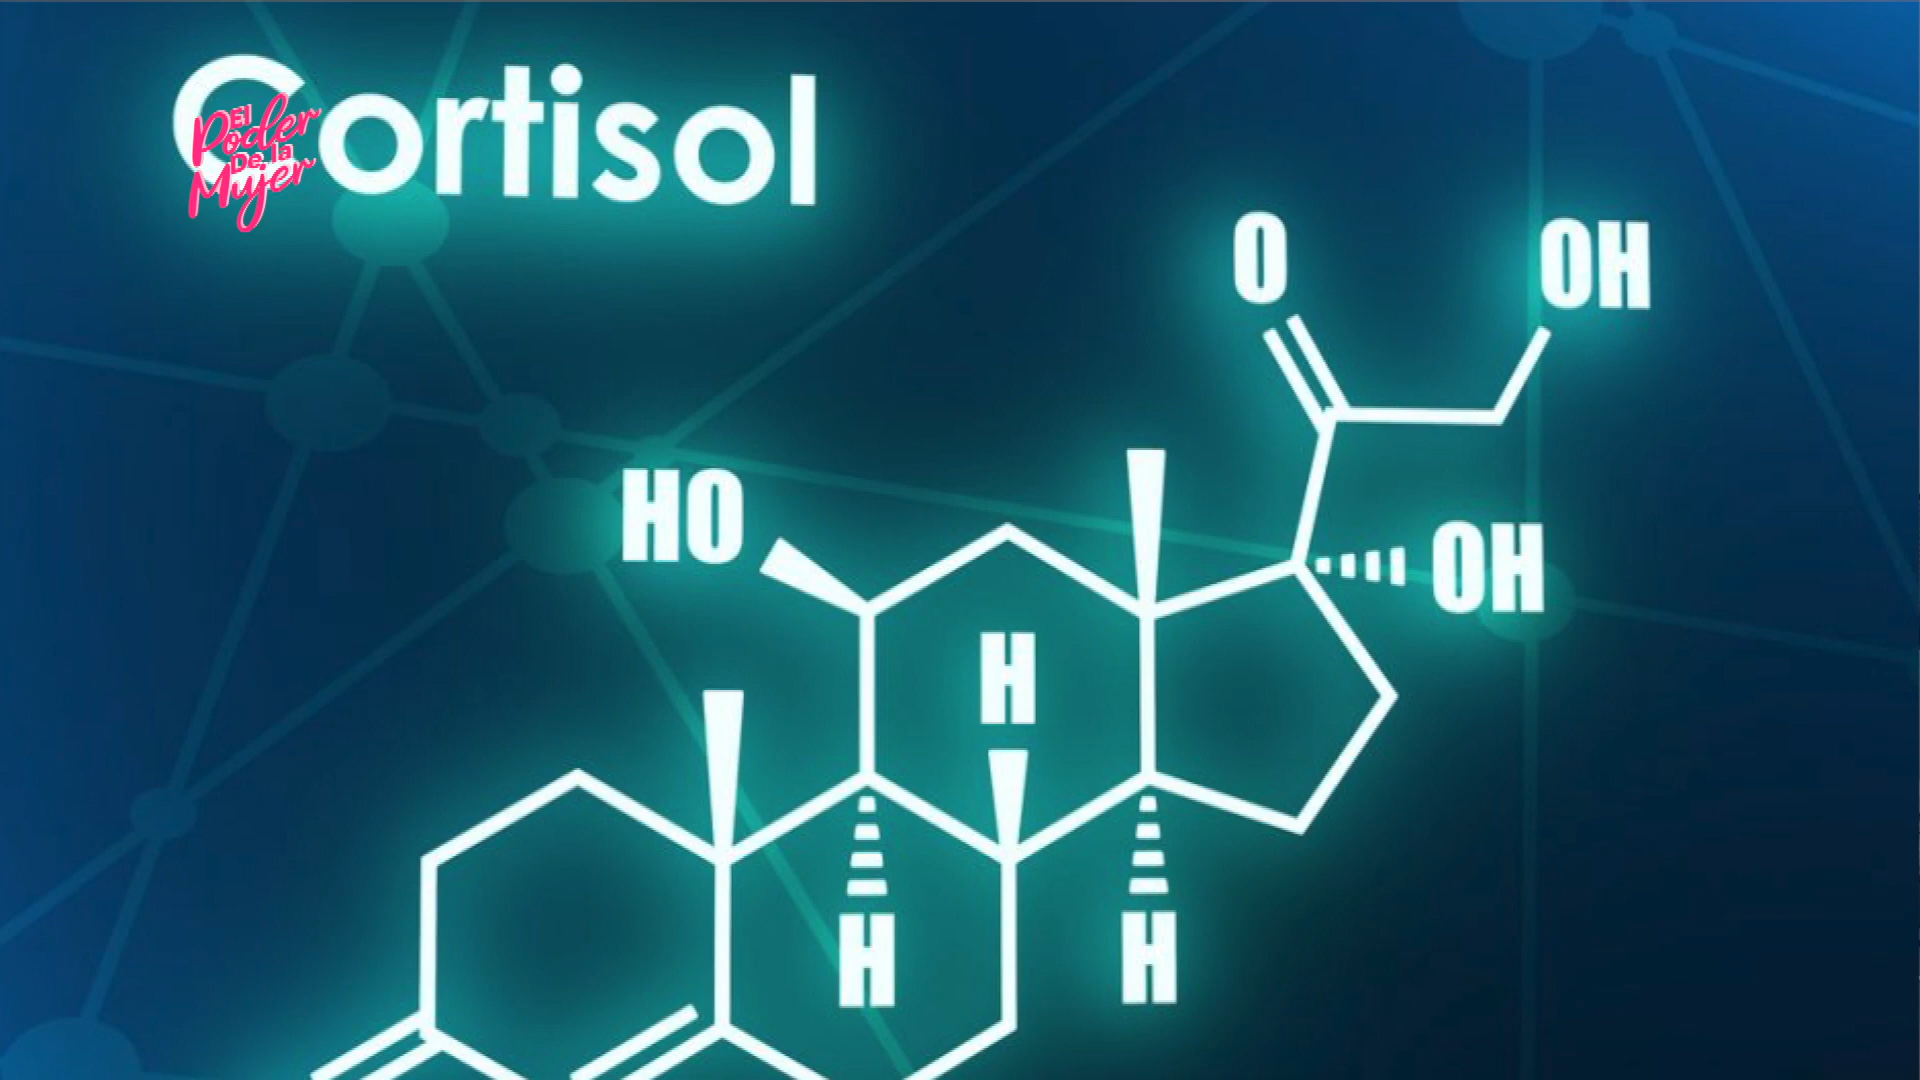 Cortisol
El
Poder
De la
Mujer
O
OH
HO
OH
H
H
H